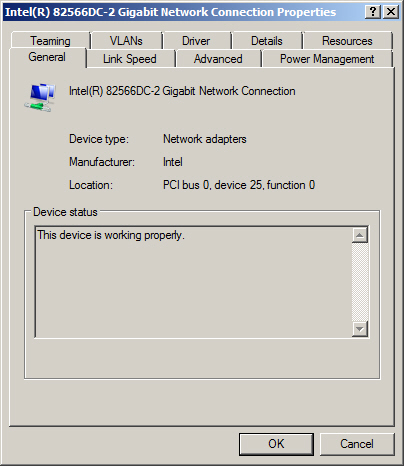 Intel(R) 82566DC-2 Gigabit Network Connection Properties
Teaming VLANs Driver Details Resources
General Link Speed Advanced Power Management
Intel(R) 82566DC-2 Gigabit Network Connection
Device type: Network adapters
Manufacturer: Intel
Location: PCI bus 0, device 25, function 0
Device status
This device is working properly.
OK Cancel